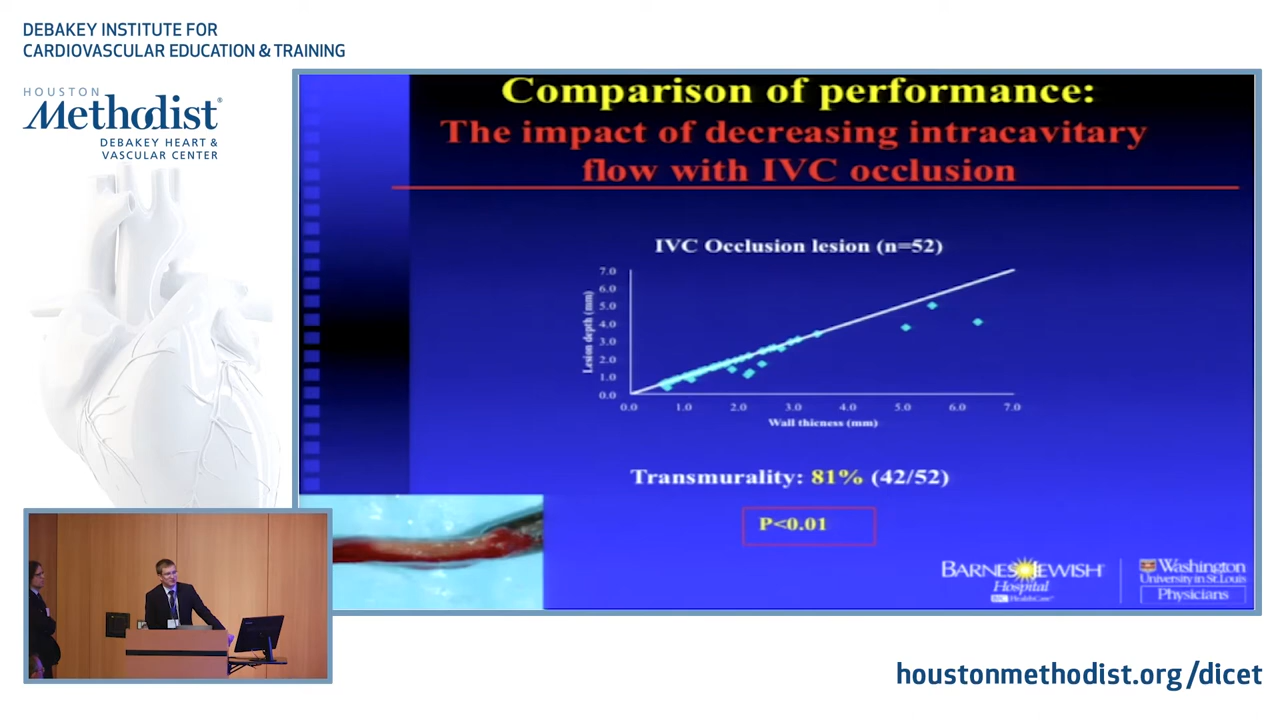 DEBAKEY INSTITUTE FOR
CARDIOVASCULAR EDUCATION & TRAINING
HOUSTON
Methodist®
DEBAKEY HEART &
VASCULAR CENTER
Comparison of performance:
The impact of decreasing intracavitary
flow with IVC occlusion
IVC Occlusion lesion (n=52)
Lesion depth (mm)
7.0
6.0
5.0
4.0
3.0
2.0
1.0
0.0
0.0 1.0 2.0 3.0 4.0 5.0 6.0 7.0
Wall thicness (mm)
Transmurality: 81% (42/52)
P<0.01
BARNES JEWISH
Hospital
BJC HealthCare
Washington
University in St. Louis
Physicians
houstonmethodist.org/dicet